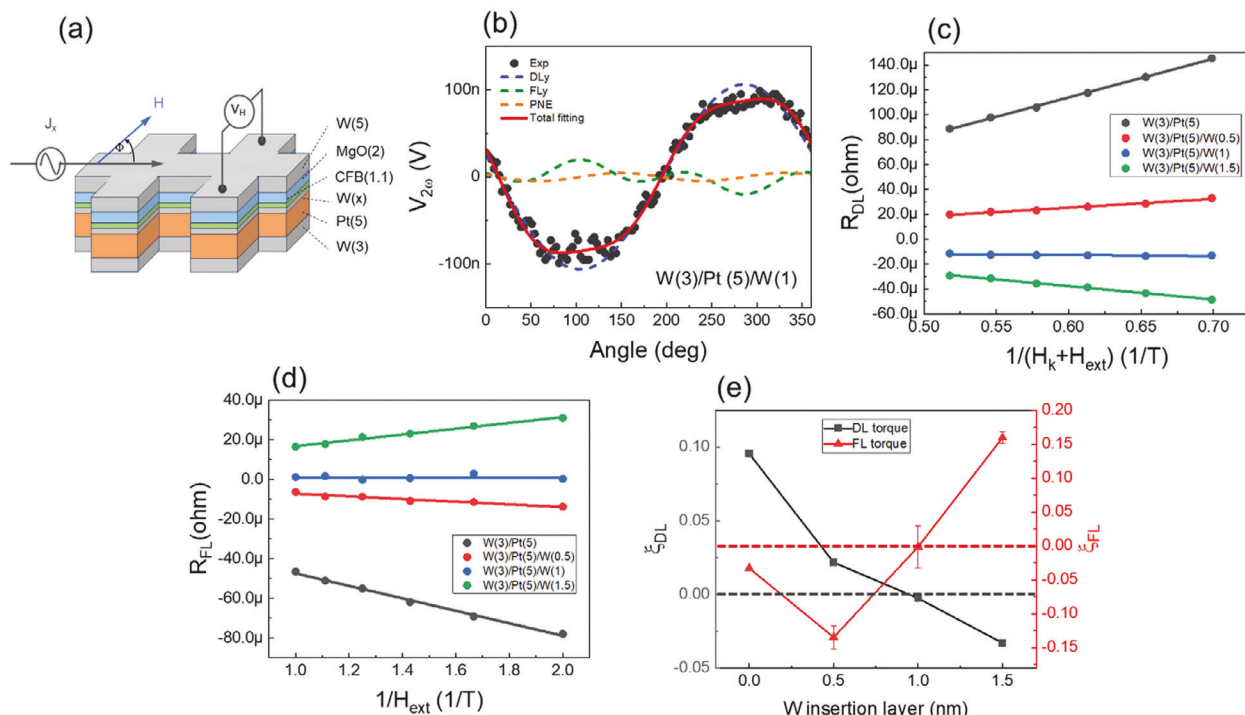 (a)
H
J_x
Φ
V_H
W(5)
MgO(2)
CFB(1.1)
W(x)
Pt(5)
W(3)
(b)
V_2ω (V)
100n
0
-100n
Exp
DLy
FLy
PNE
Total fitting
W(3)/Pt (5)/W(1)
0 50 100 150 200 250 300 350
Angle (deg)
(c)
R_DL(ohm)
140.0µ
120.0µ
100.0µ
80.0µ
60.0µ
40.0µ
20.0µ
0.0
-20.0µ
-40.0µ
-60.0µ
W(3)/Pt(5)
W(3)/Pt(5)/W(0.5)
W(3)/Pt(5)/W(1)
W(3)/Pt(5)/W(1.5)
0.50 0.55 0.60 0.65 0.70
1/(H_k+H_ext) (1/T)
(d)
R_FL(ohm)
40.0µ
20.0µ
0.0
-20.0µ
-40.0µ
-60.0µ
-80.0µ
W(3)/Pt(5)
W(3)/Pt(5)/W(0.5)
W(3)/Pt(5)/W(1)
W(3)/Pt(5)/W(1.5)
1.0 1.2 1.4 1.6 1.8 2.0
1/H_ext (1/T)
(e)
ξ_DL
0.10
0.05
0.00
-0.05
DL torque
FL torque
0.20
0.15
0.10
0.05
0.00
-0.05
-0.10
-0.15
ξ_FL
0.0 0.5 1.0 1.5
W insertion layer (nm)